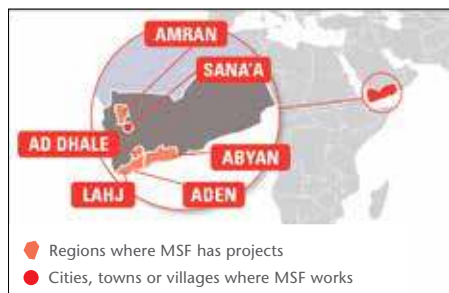 AMRAN
SANA'A
AD DHALE
ABYAN
LAHJ
ADEN
Regions where MSF has projects
Cities, towns or villages where MSF works